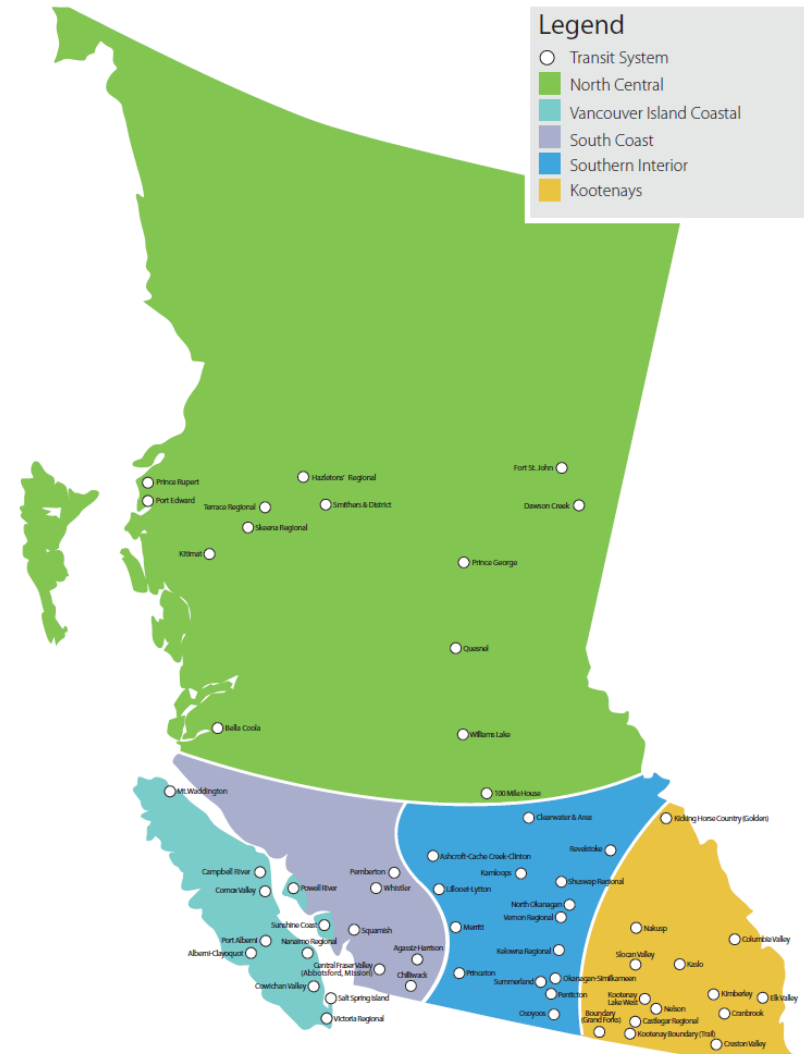 Legend
Transit System
North Central
Vancouver Island Coastal
South Coast
Southern Interior
Kootenays
Prince Rupert
Port Edward
Hazletons' Regional
Terrace Regional
Smithers & District
Skeena Regional
Kitimat
Fort St. John
Dawson Creek
Prince George
Quesnel
Bella Coola
Williams Lake
100 Mile House
Mt. Waddington
Campbell River
Comox Valley
Powell River
Pemberton
Whistler
Sunshine Coast
Squamish
Port Alberni
Nanaimo Regional
Alberni-Clayoquot
Agassiz-Harrison
Central Fraser Valley
(Abbotsford, Mission)
Chilliwack
Cowichan Valley
Salt Spring Island
Victoria Regional
Clearwater & Area
Ashcroft-Cache Creek-Clinton
Revelstoke
Kamloops
Shuswap Regional
Lillooet-Lytton
North Okanagan
Vernon Regional
Merritt
Kelowna Regional
Princeton
Okanagan-Similkameen
Summerland
Penticton
Osoyoos
Kicking Horse Country (Golden)
Nakusp
Columbia Valley
Slocan Valley
Kaslo
Kootenay
Lake West
Nelson
Kimberley
Elk Valley
Cranbrook
Boundary
(Grand Forks)
Castlegar Regional
Kootenay Boundary (Trail)
Creston Valley